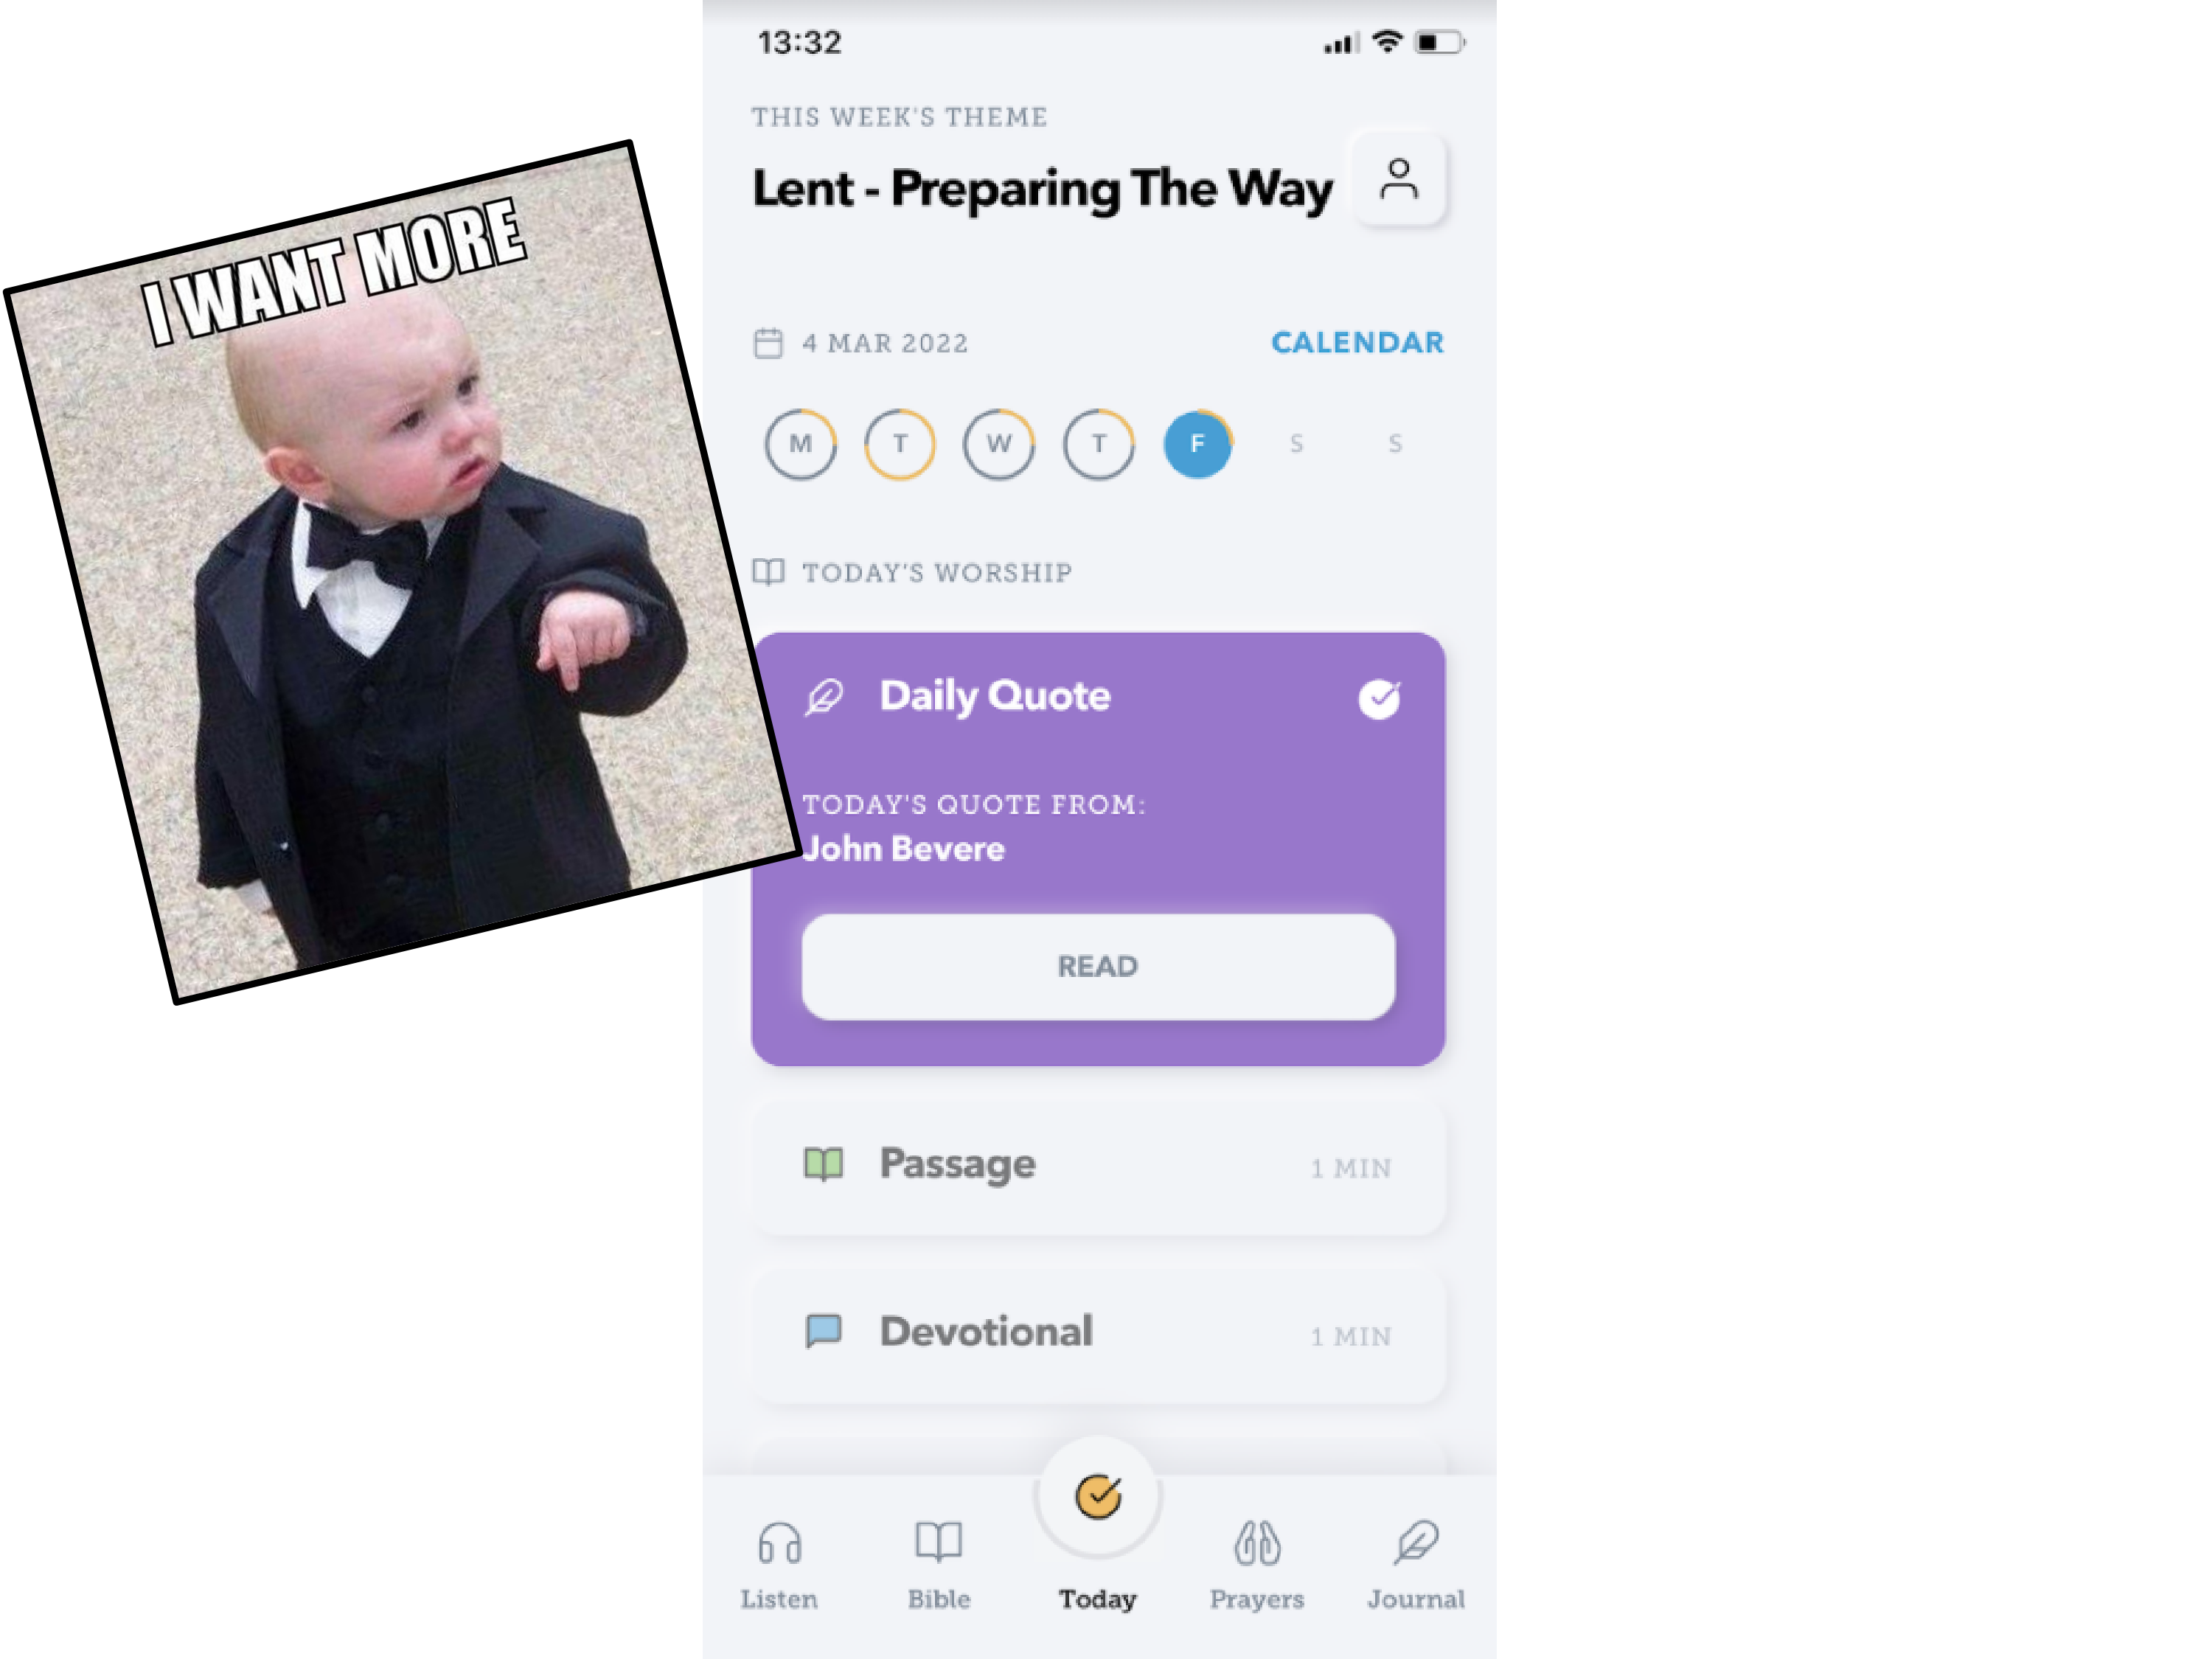 I WANT MORE
13:32
THIS WEEK'S THEME
Lent - Preparing The Way
4 MAR 2022
CALENDAR
M T W T F S S
TODAY'S WORSHIP
Daily Quote
TODAY'S QUOTE FROM:
John Bevere
READ
Passage
1 MIN
Devotional
1 MIN
Listen
Bible
Today
Prayers
Journal